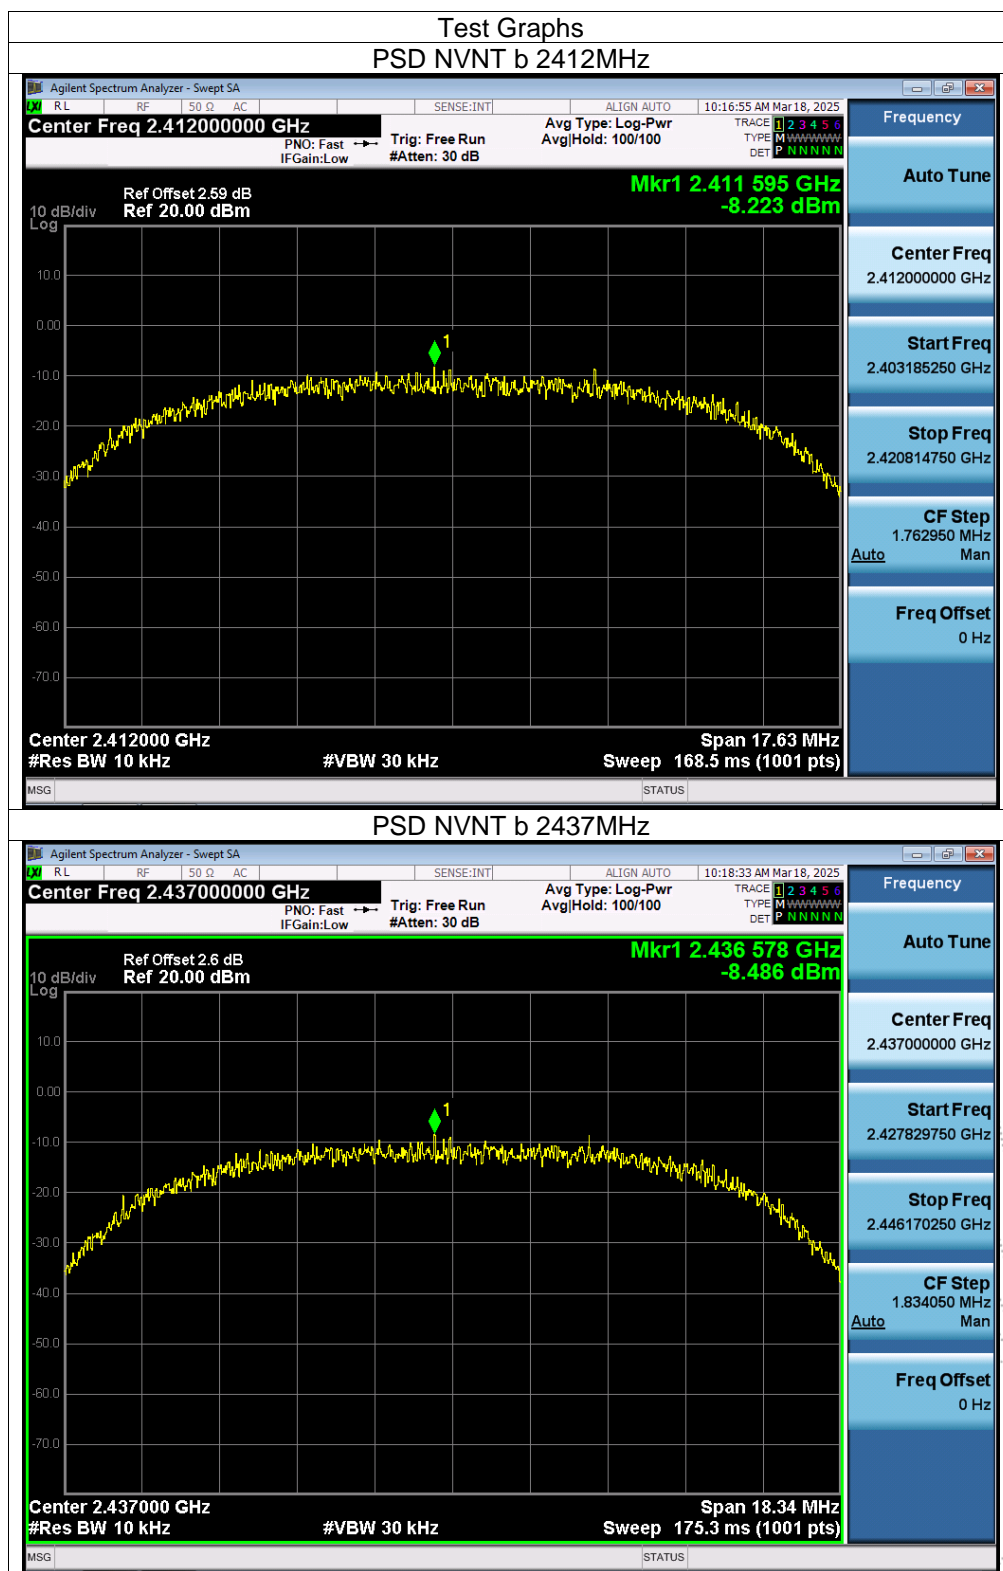 Test Graphs
PSD NVNT b 2412MHz
Agilent Spectrum Analyzer - Swept SA
LXI RL RF 50 Ω AC SENSE:INT ALIGN AUTO 10:16:55 AM Mar 18, 2025
Center Freq 2.412000000 GHz
PNO: Fast
IFGain:Low
Trig: Free Run
#Atten: 30 dB
Avg Type: Log-Pwr
Avg|Hold: 100/100
TRACE 1 2 3 4 5 6
TYPE M WWWWW
DET P N N N N N
Frequency
Auto Tune
Center Freq
2.412000000 GHz
Start Freq
2.403185250 GHz
Stop Freq
2.420814750 GHz
CF Step
1.762950 MHz
Auto Man
Freq Offset
0 Hz
Mkr1 2.411 595 GHz
-8.223 dBm
Ref Offset 2.59 dB
10 dB/div Ref 20.00 dBm
Log
10.0
0.00
1
-10.0
-20.0
-30.0
-40.0
-50.0
-60.0
-70.0
Center 2.412000 GHz Span 17.63 MHz
#Res BW 10 kHz #VBW 30 kHz Sweep 168.5 ms (1001 pts)
MSG STATUS
PSD NVNT b 2437MHz
Agilent Spectrum Analyzer - Swept SA
LXI RL RF 50 Ω AC SENSE:INT ALIGN AUTO 10:18:33 AM Mar 18, 2025
Center Freq 2.437000000 GHz
PNO: Fast
IFGain:Low
Trig: Free Run
#Atten: 30 dB
Avg Type: Log-Pwr
Avg|Hold: 100/100
TRACE 1 2 3 4 5 6
TYPE M WWWWW
DET P N N N N N
Frequency
Auto Tune
Center Freq
2.437000000 GHz
Start Freq
2.427829750 GHz
Stop Freq
2.446170250 GHz
CF Step
1.834050 MHz
Auto Man
Freq Offset
0 Hz
Mkr1 2.436 578 GHz
-8.486 dBm
Ref Offset 2.6 dB
10 dB/div Ref 20.00 dBm
Log
10.0
0.00
1
-10.0
-20.0
-30.0
-40.0
-50.0
-60.0
-70.0
Center 2.437000 GHz Span 18.34 MHz
#Res BW 10 kHz #VBW 30 kHz Sweep 175.3 ms (1001 pts)
MSG STATUS